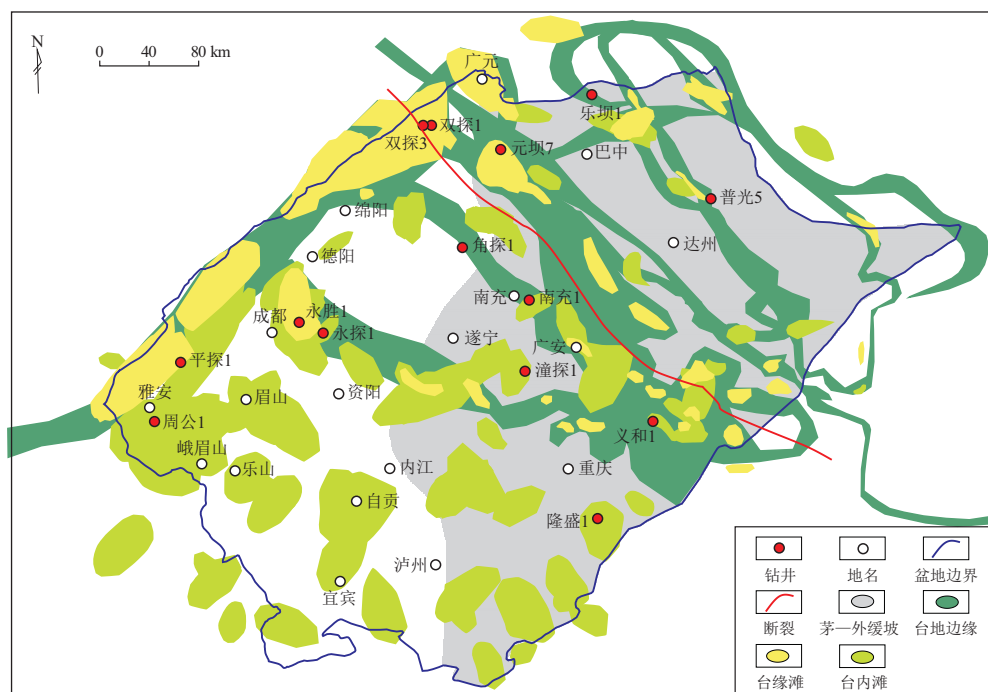 N
0 40 80 km
广元
乐坝1
双探1
双探3
元坝7
巴中
普光5
绵阳
角探1
达州
德阳
南充
南充1
永胜1
成都
永探1
遂宁
广安
平探1
潼探1
雅安
眉山
资阳
周公1
义和1
峨眉山
乐山
内江
重庆
自贡
隆盛1
泸州
宜宾
钻井
地名
盆地边界
断裂
茅一外缓坡
台地边缘
台缘滩
台内滩